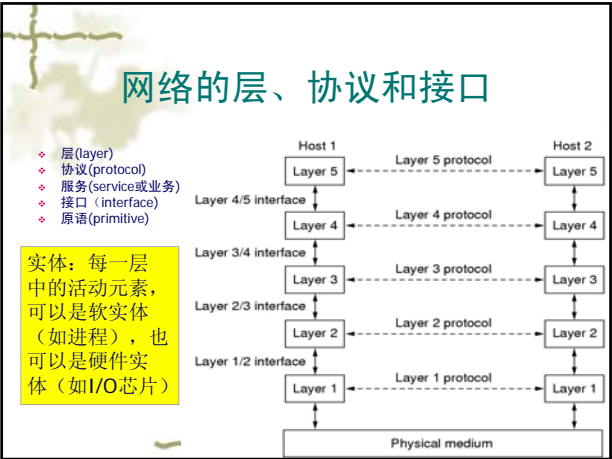 网络的层、协议和接口
层(layer)
协议(protocol)
服务(service或业务)
接口（interface)
原语(primitive)
实体：每一层
中的活动元素，
可以是软实体
（如进程），也
可以是硬件实
体（如I/O芯片）
Host 1
Host 2
Layer 5
Layer 5 protocol
Layer 5
Layer 4/5 interface
Layer 4
Layer 4 protocol
Layer 4
Layer 3/4 interface
Layer 3
Layer 3 protocol
Layer 3
Layer 2/3 interface
Layer 2
Layer 2 protocol
Layer 2
Layer 1/2 interface
Layer 1
Layer 1 protocol
Layer 1
Physical medium